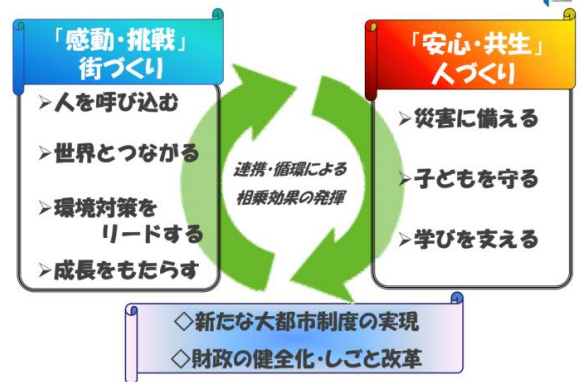 「感動・挑戦」
街づくり
➢人を呼び込む
➢世界とつながる
➢環境対策を
リードする
➢成長をもたらす
連携・循環による
相乗効果の発揮
「安心・共生」
人づくり
➢災害に備える
➢子どもを守る
➢学びを支える
◇新たな大都市制度の実現
◇財政の健全化・しごと改革